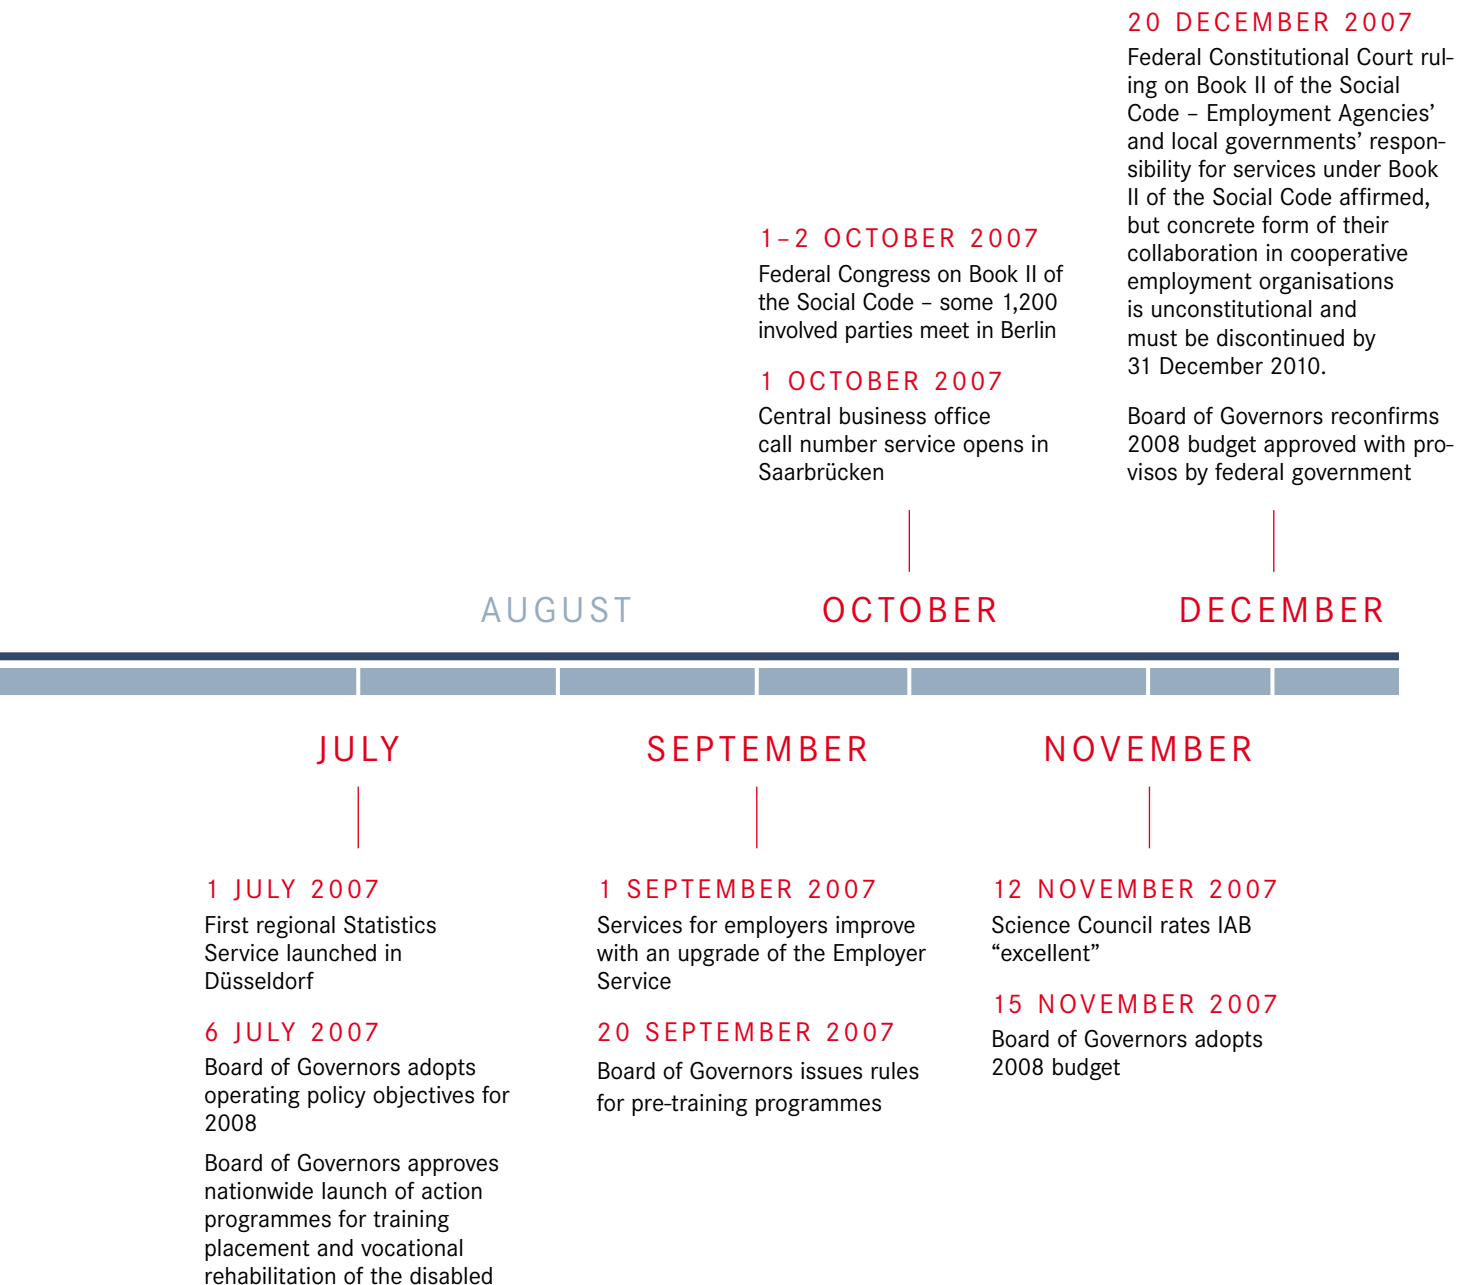 20 DECEMBER 2007
Federal Constitutional Court rul-
ing on Book II of the Social
Code – Employment Agencies’
and local governments’ respon-
sibility for services under Book
II of the Social Code affirmed,
but concrete form of their
collaboration in cooperative
employment organisations
is unconstitutional and
must be discontinued by
31 December 2010.
Board of Governors reconfirms
2008 budget approved with pro-
visos by federal government
1–2 OCTOBER 2007
Federal Congress on Book II of
the Social Code – some 1,200
involved parties meet in Berlin
1 OCTOBER 2007
Central business office
call number service opens in
Saarbrücken
AUGUST
OCTOBER
DECEMBER
JULY
SEPTEMBER
NOVEMBER
1 JULY 2007
First regional Statistics
Service launched in
Düsseldorf
6 JULY 2007
Board of Governors adopts
operating policy objectives for
2008
Board of Governors approves
nationwide launch of action
programmes for training
placement and vocational
rehabilitation of the disabled
1 SEPTEMBER 2007
Services for employers improve
with an upgrade of the Employer
Service
20 SEPTEMBER 2007
Board of Governors issues rules
for pre-training programmes
12 NOVEMBER 2007
Science Council rates IAB
“excellent”
15 NOVEMBER 2007
Board of Governors adopts
2008 budget